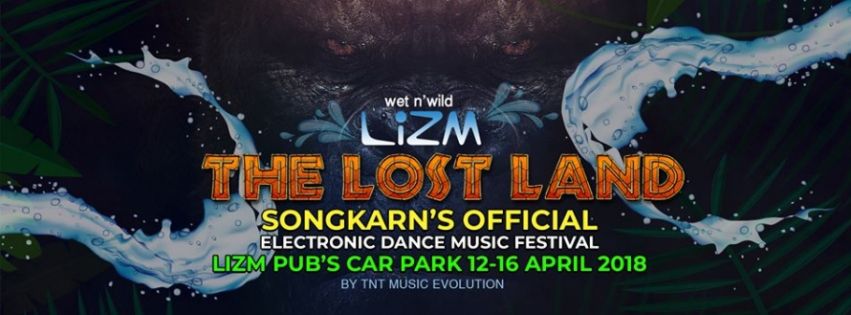 wet n'wild
LiZM
THE LOST LAND
SONGKARN'S OFFICIAL
ELECTRONIC DANCE MUSIC FESTIVAL
LIZM PUB'S CAR PARK 12-16 APRIL 2018
BY TNT MUSIC EVOLUTION